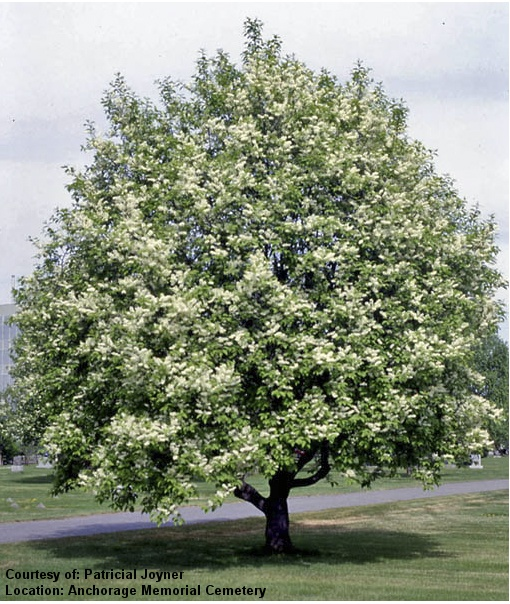 Courtesy of: Patricial Joyner
Location: Anchorage Memorial Cemetery